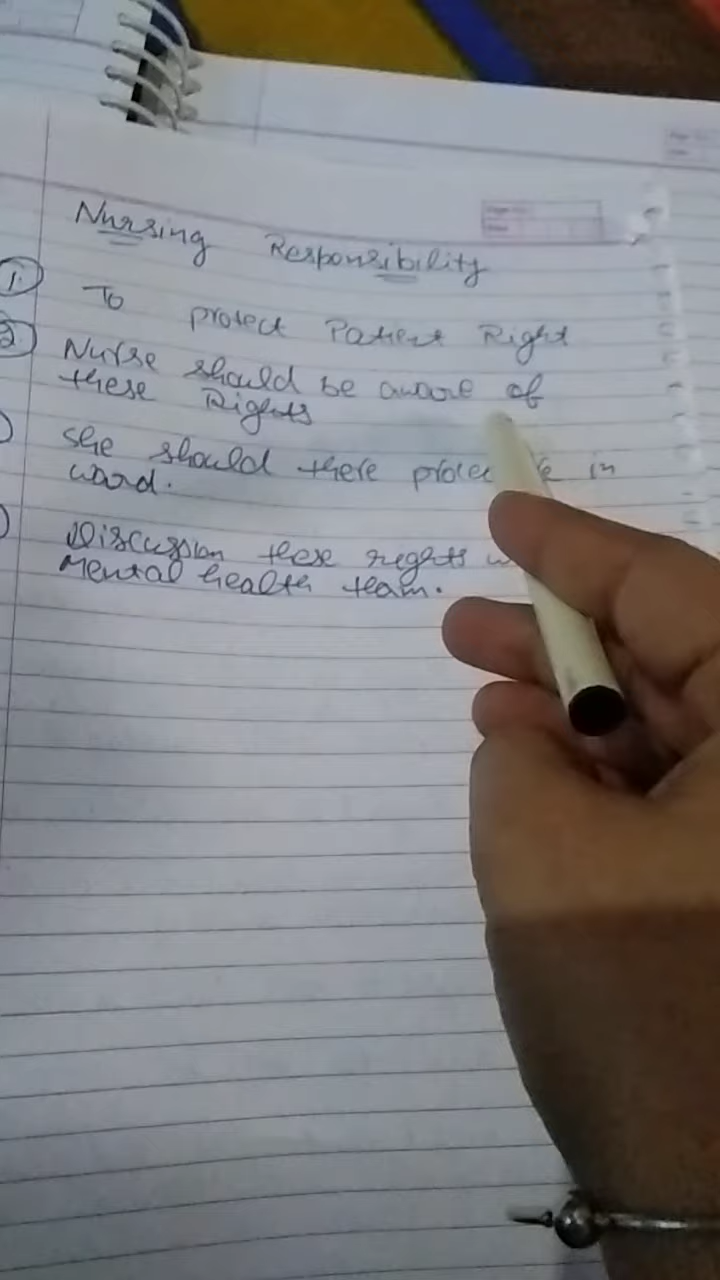 Nursing Responsibility
1. To protect Patient Right
2. Nurse should be aware of
these Rights
She should there in
ward.
Discussion these rights
Mental health team.